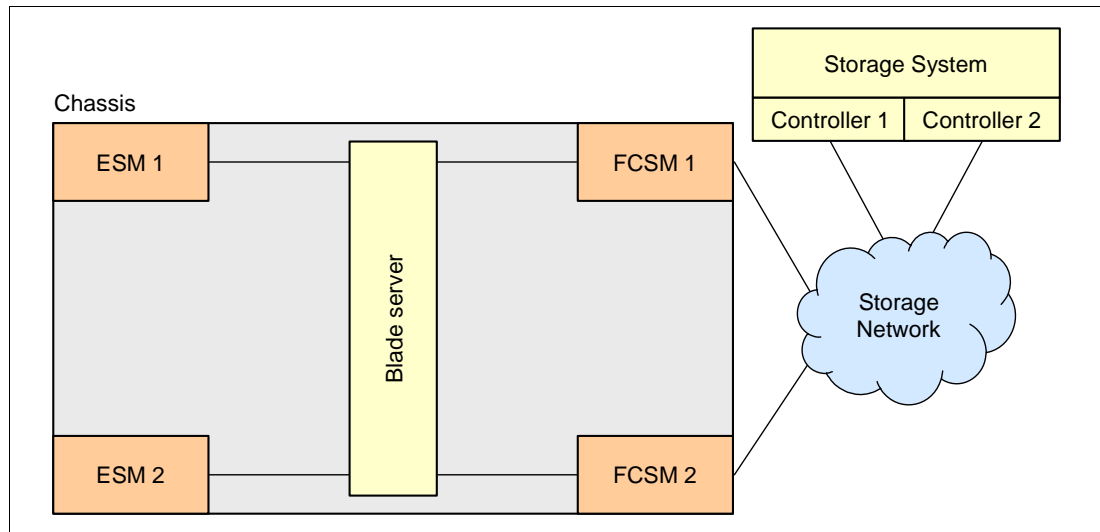 Storage System
Controller 1
Controller 2
Chassis
ESM 1
FCSM 1
Blade server
Storage
Network
ESM 2
FCSM 2